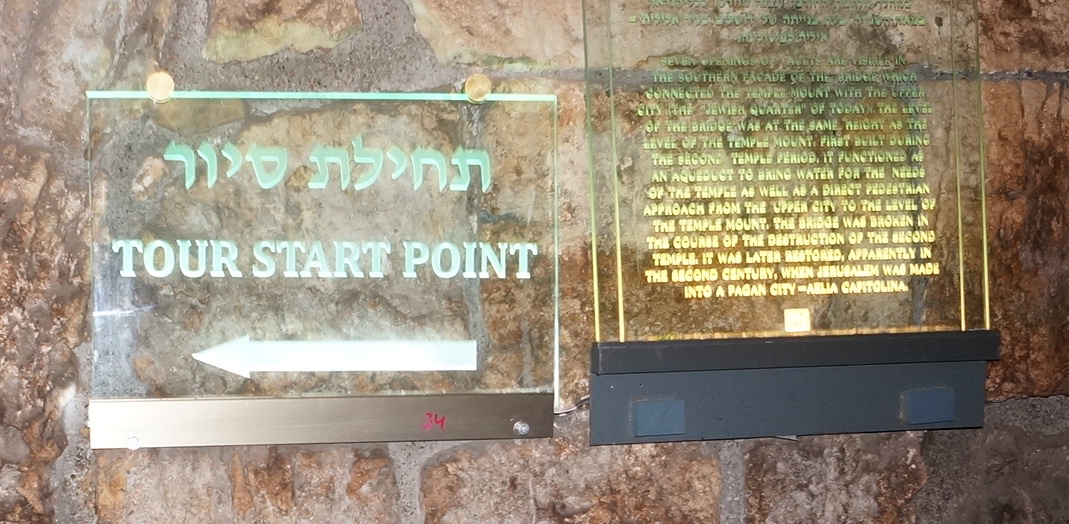 תחילת סיור
TOUR START POINT
34
SEVEN OPENINGS OF VAULTS ARE VISIBLE IN
THE SOUTHERN FACADE OF THE BRIDGE WHICH
CONNECTED THE TEMPLE MOUNT WITH THE UPPER
CITY (THE "JEWISH QUARTER" OF TODAY). THE LEVEL
OF THE BRIDGE WAS AT THE SAME HEIGHT AS THE
LEVEL OF THE TEMPLE MOUNT. FIRST BUILT DURING
THE SECOND TEMPLE PERIOD, IT FUNCTIONED AS
AN AQUEDUCT TO BRING WATER FOR THE NEEDS
OF THE TEMPLE AS WELL AS A DIRECT PEDESTRIAN
APPROACH FROM THE UPPER CITY TO THE LEVEL OF
THE TEMPLE MOUNT. THE BRIDGE WAS BROKEN IN
THE COURSE OF THE DESTRUCTION OF THE SECOND
TEMPLE. IT WAS LATER RESTORED, APPARENTLY IN
THE SECOND CENTURY, WHEN JERUSALEM WAS MADE
INTO A PAGAN CITY-AELIA CAPITOLINA.